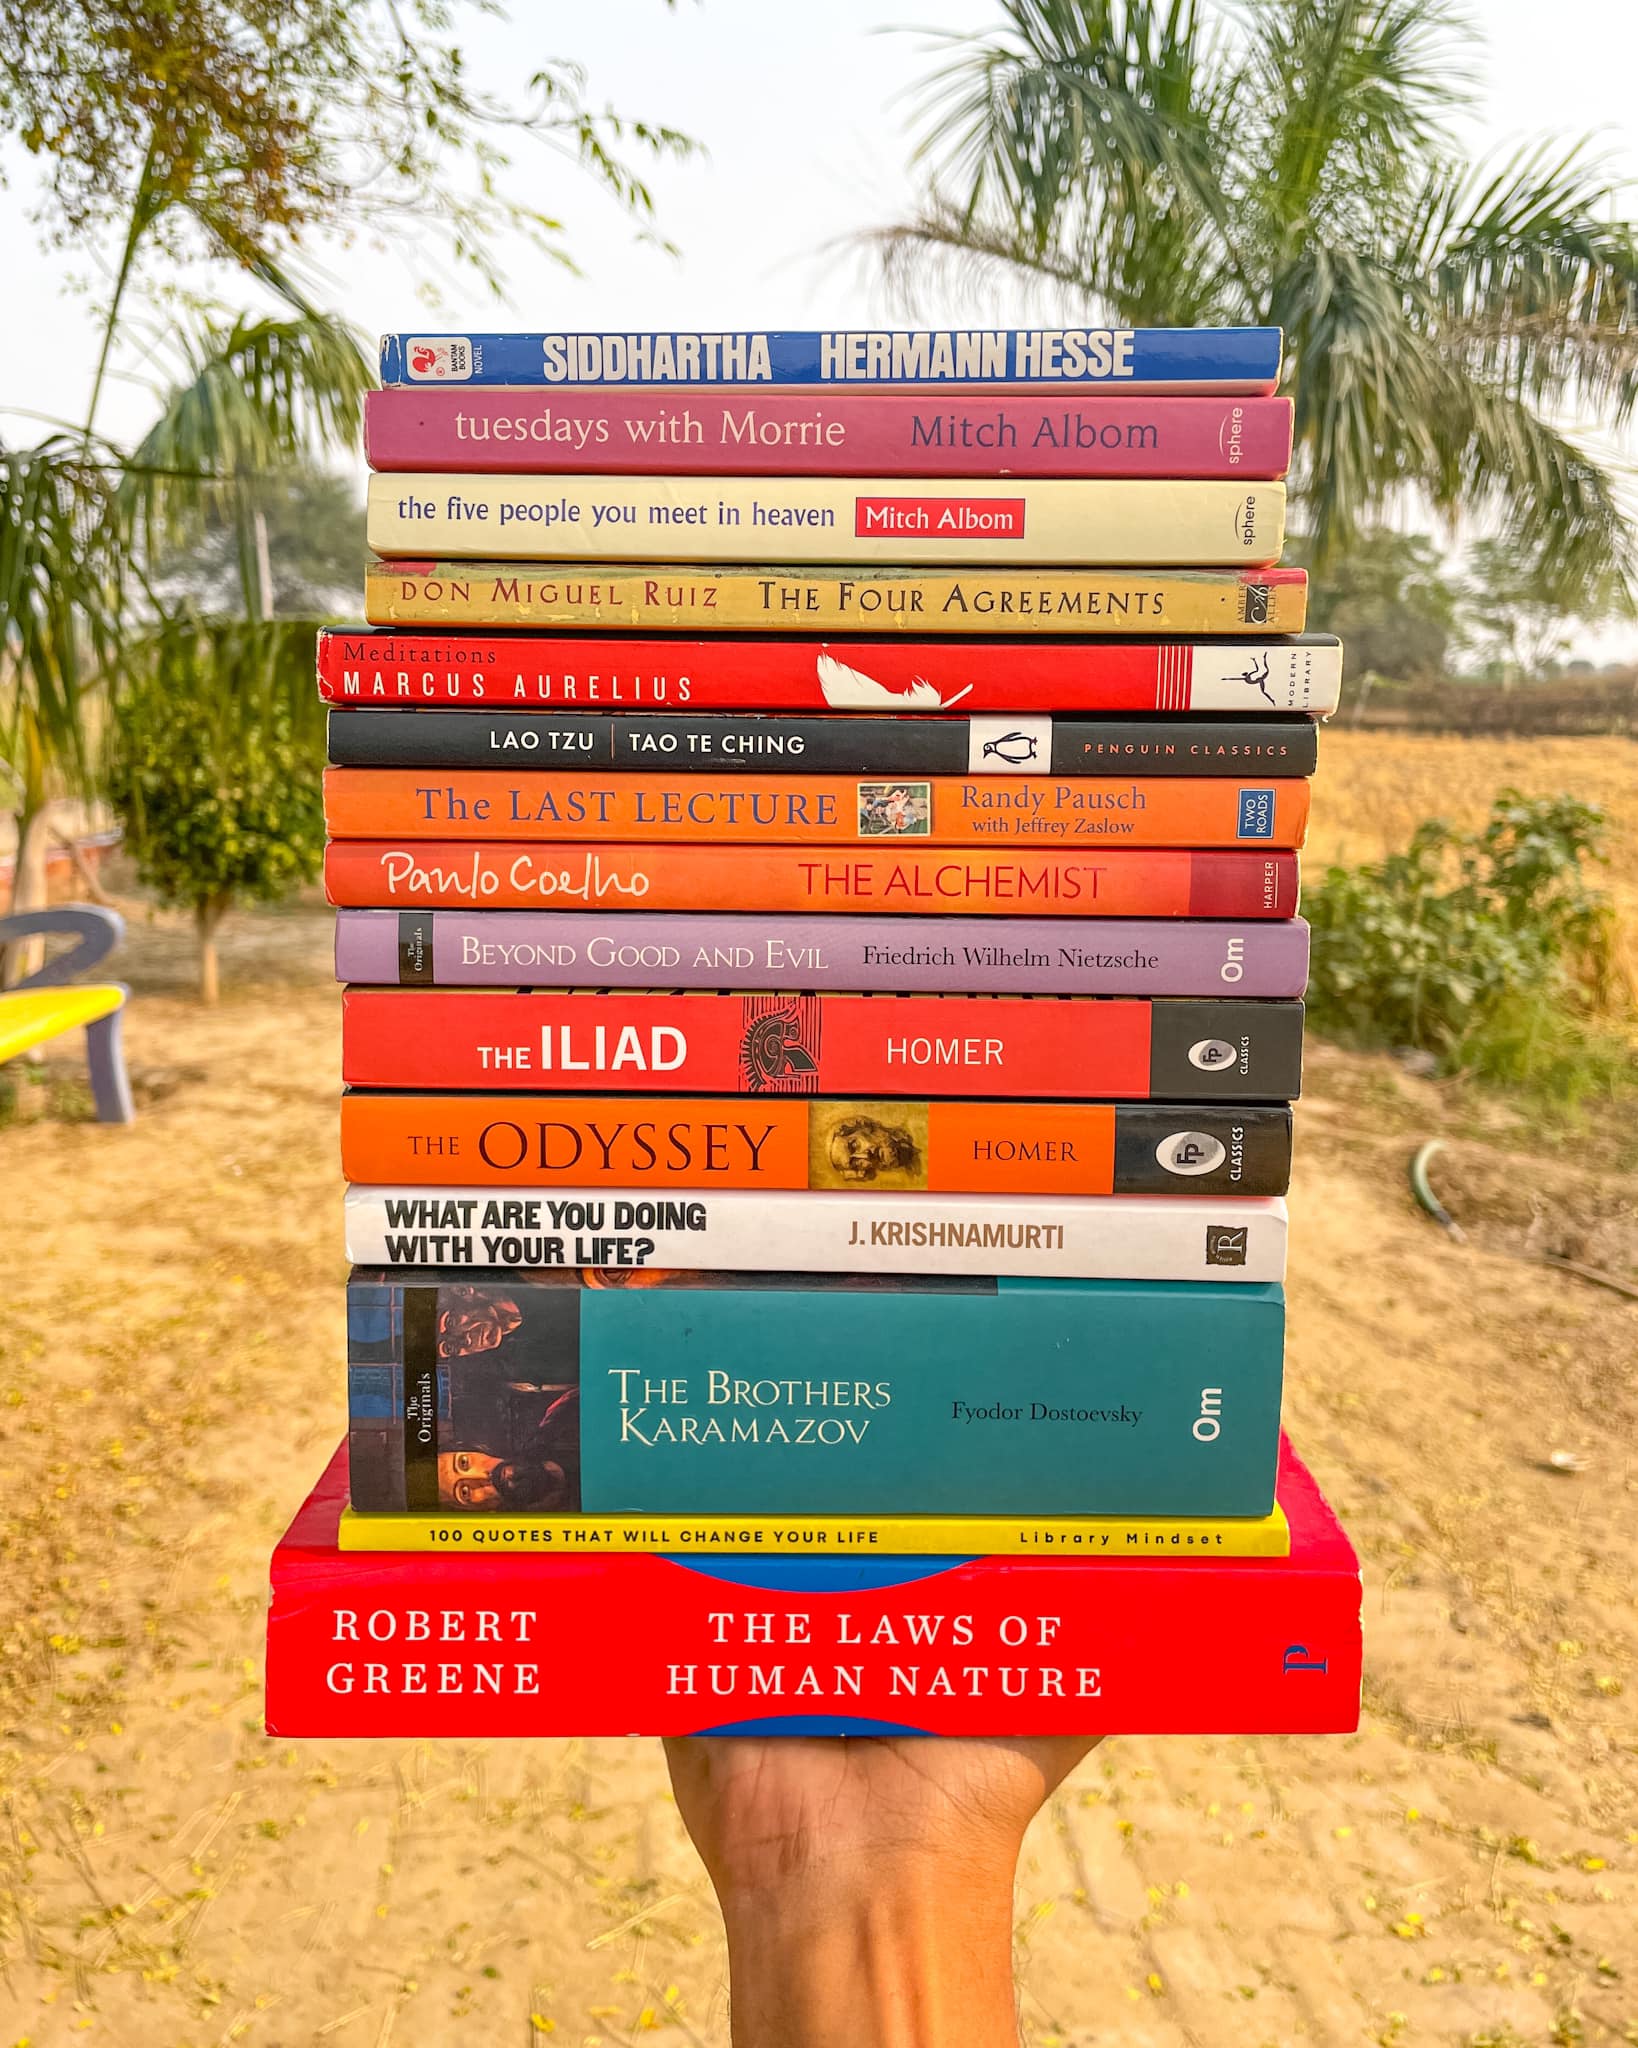 BANTAM
BOOKS
NOVEL
SIDDHARTHA HERMANN HESSE
tuesdays with Morrie Mitch Albom sphere
the five people you meet in heaven Mitch Albom sphere
DON MIGUEL RUIZ THE FOUR AGREEMENTS AMBER ALLEN
Meditations
MARCUS AURELIUS
MODERN
LIBRARY
LAO TZU TAO TE CHING PENGUIN CLASSICS
The LAST LECTURE Randy Pausch
with Jeffrey Zaslow
TWO
ROADS
Paulo Coelho THE ALCHEMIST HARPER
The
Originals
BEYOND GOOD AND EVIL Friedrich Wilhelm Nietzsche Om
THE ILIAD HOMER FP CLASSICS
THE ODYSSEY HOMER FP CLASSICS
WHAT ARE YOU DOING
WITH YOUR LIFE?
J. KRISHNAMURTI R
The
Originals
THE BROTHERS
KARAMAZOV
Fyodor Dostoevsky Om
100 QUOTES THAT WILL CHANGE YOUR LIFE Library Mindset
ROBERT
GREENE
THE LAWS OF
HUMAN NATURE
P